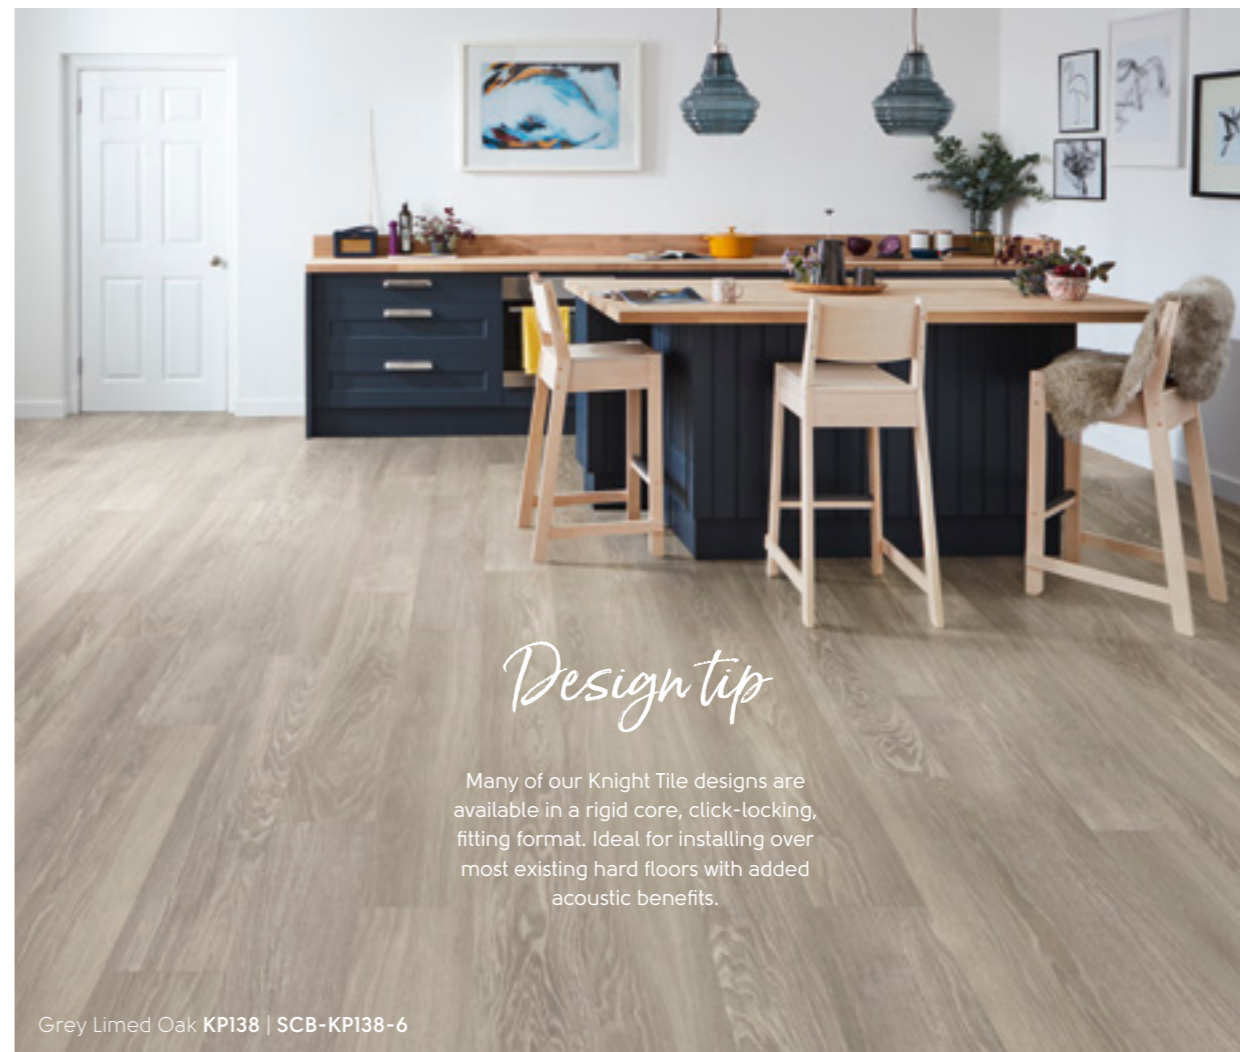 Design tip
Many of our Knight Tile designs are
available in a rigid core, click-locking,
fitting format. Ideal for installing over
most existing hard floors with added
acoustic benefits.
Grey Limed Oak KP138 | SCB-KP138-6